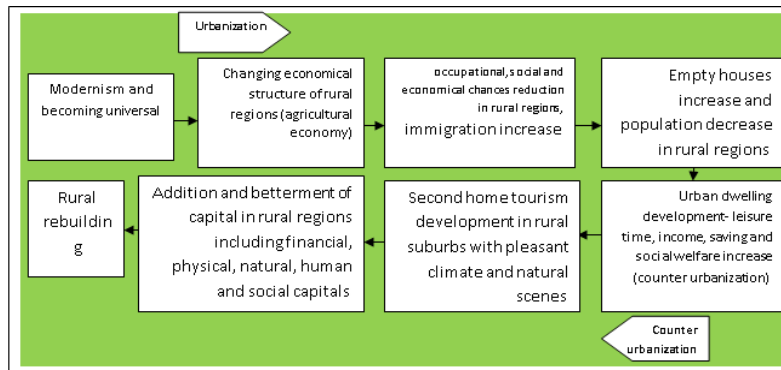 Urbanization
Modernism and
becoming universal
Changing economical
structure of rural
regions (agricultural
economy)
occupational, social and
economical chances reduction
in rural regions,
immigration increase
Empty houses
increase and
population decrease
in rural regions
Urban dwelling
development- leisure
time, income, saving and
social welfare increase
(counter urbanization)
Second home tourism
development in rural
suburbs with pleasant
climate and natural
scenes
Addition and betterment of
capital in rural regions
including financial,
physical, natural, human
and social capitals
Rural
rebuildin
g
Counter
urbanization